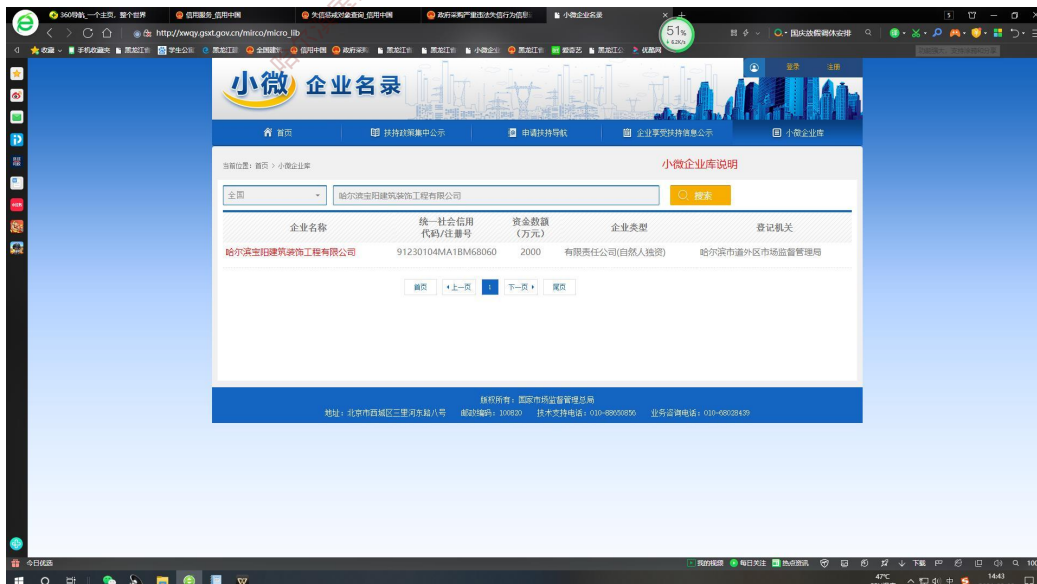 360导航_一个主页，整个世界
信用服务_信用中国
失信惩戒对象查询_信用中国
政府采购严重违法失信行为信息
小微企业名录
http://xwqy.gsxt.gov.cn/mirco/micro_lib
国庆放假调休安排
51%
收藏
手机收藏夹
学生公寓
信用中国
小微企业
爱奇艺
优酷网
小微 企业名录
登录
注册
首页
扶持政策集中公示
申请扶持导航
企业享受扶持信息公示
小微企业库
当前位置：首页 > 小微企业库
小微企业库说明
全国
哈尔滨宝阳建筑装饰工程有限公司
搜索
企业名称
统一社会信用
代码/注册号
资金数额
（万元）
企业类型
登记机关
哈尔滨宝阳建筑装饰工程有限公司
91230104MA1BM68060
2000
有限责任公司(自然人独资)
哈尔滨市道外区市场监督管理局
首页
上一页
1
下一页
尾页
版权所有：国家市场监督管理总局
地址：北京市西城区三里河东路八号 邮政编码：100820 技术支持电话：010-88650856 业务咨询电话：010-68028439
今日优选
我的视频
每日关注
热点资讯
下载
47℃
中
14:43